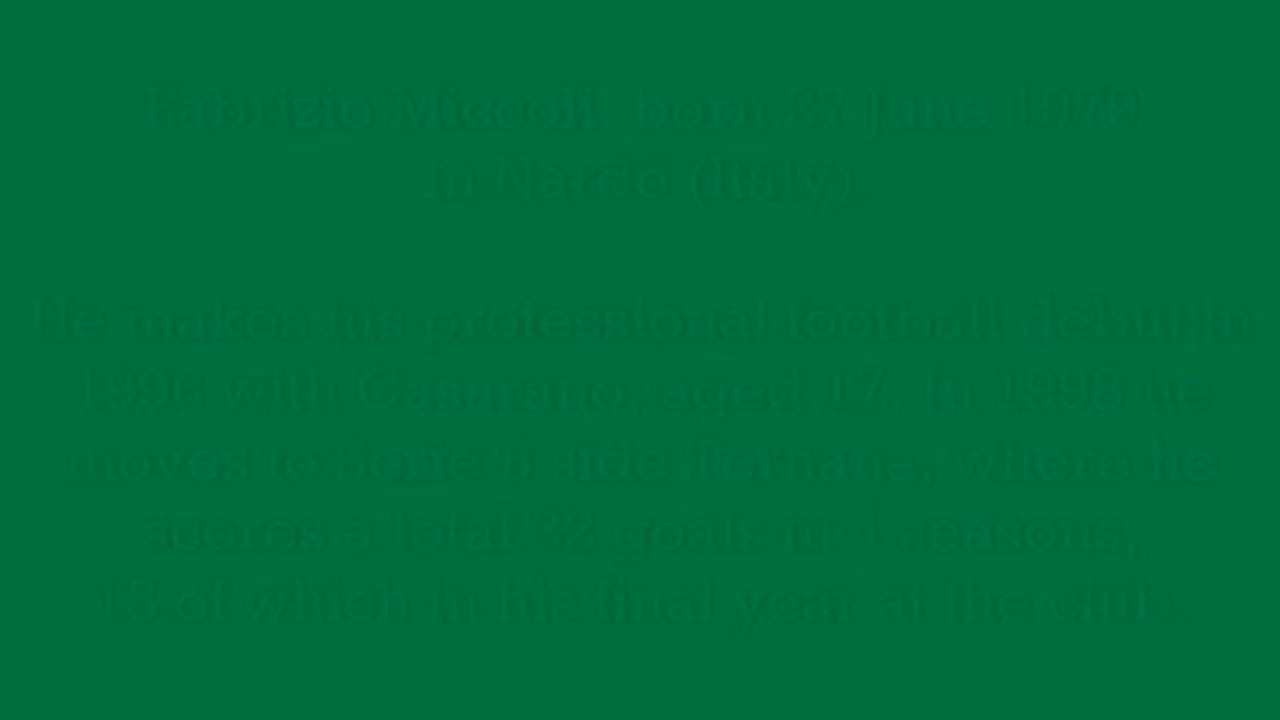 Fabrizio Miccoli, born 27 June 1979
in Nardo (Italy).
He makes his professional football debut in
1996 with Casarano, aged 17. In 1998 he
moves to Serie B side Ternana, where he
scores a total 32 goals in 4 seasons,
15 of which in his final year at the club.